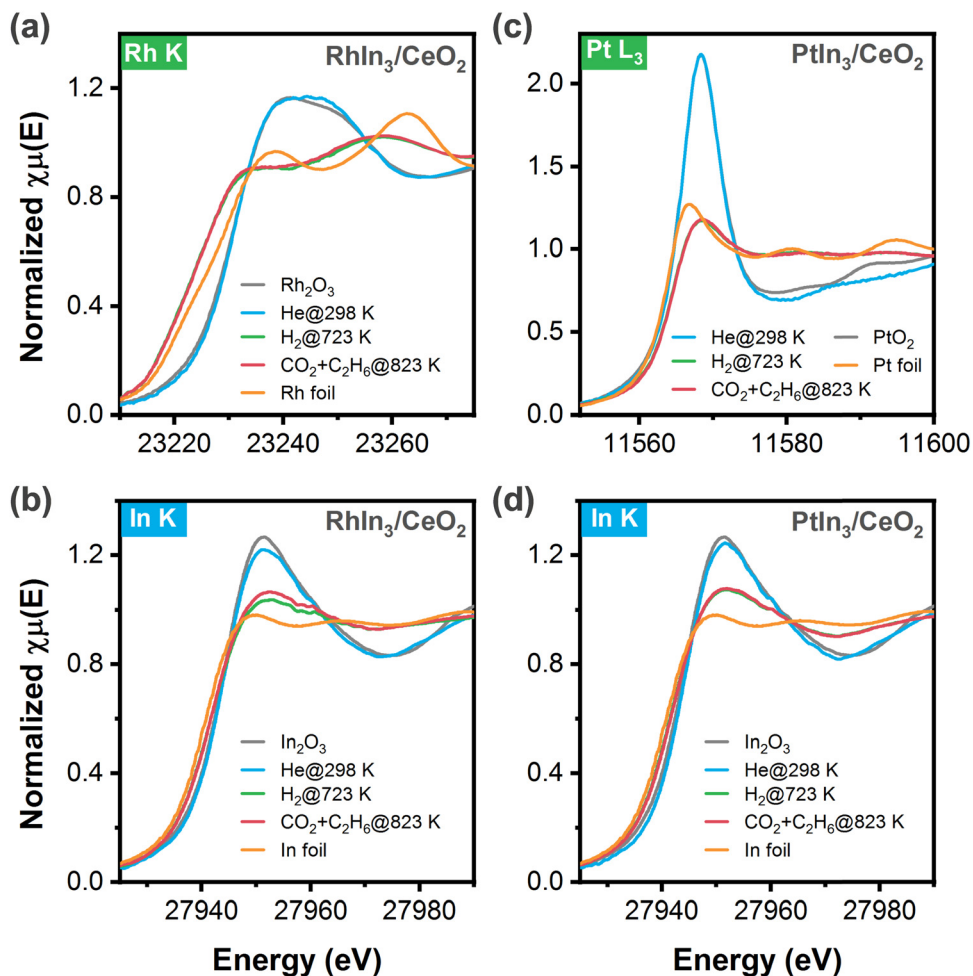 (a)
Rh K
RhIn₃/CeO₂
Normalized χμ(E)
1.2
0.8
0.4
0.0
Rh₂O₃
He@298 K
H₂@723 K
CO₂+C₂H₆@823 K
Rh foil
23220 23240 23260
(c)
Pt L₃
PtIn₃/CeO₂
2.0
1.5
1.0
0.5
0.0
He@298 K
H₂@723 K
CO₂+C₂H₆@823 K
PtO₂
Pt foil
11560 11580 11600
(b)
In K
RhIn₃/CeO₂
Normalized χμ(E)
1.2
0.8
0.4
0.0
In₂O₃
He@298 K
H₂@723 K
CO₂+C₂H₆@823 K
In foil
27940 27960 27980
Energy (eV)
(d)
In K
PtIn₃/CeO₂
1.2
0.8
0.4
0.0
In₂O₃
He@298 K
H₂@723 K
CO₂+C₂H₆@823 K
In foil
27940 27960 27980
Energy (eV)